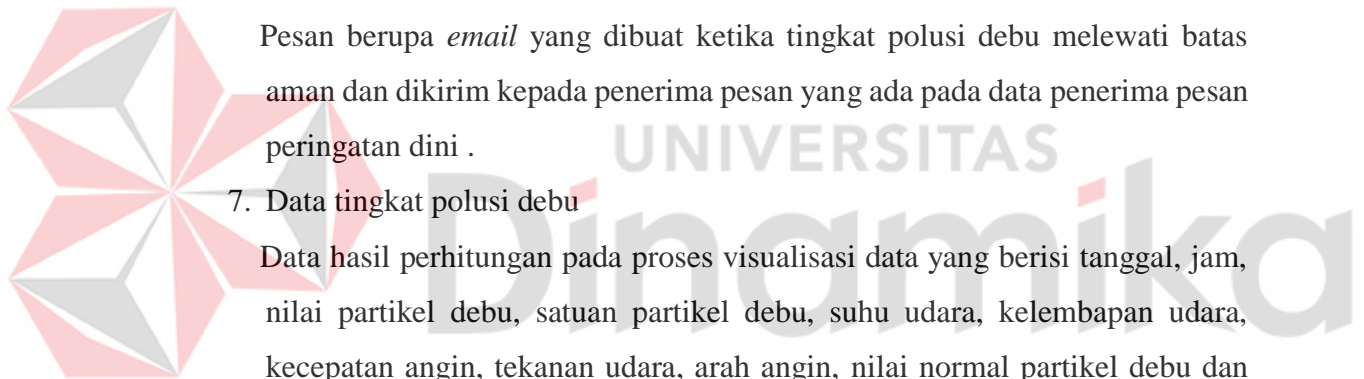 Pesan berupa email yang dibuat ketika tingkat polusi debu melewati batas
aman dan dikirim kepada penerima pesan yang ada pada data penerima pesan
peringatan dini .
UNIVERSITAS
Dinamika
7. Data tingkat polusi debu
Data hasil perhitungan pada proses visualisasi data yang berisi tanggal, jam,
nilai partikel debu, satuan partikel debu, suhu udara, kelembapan udara,
kecepatan angin, tekanan udara, arah angin, nilai normal partikel debu dan